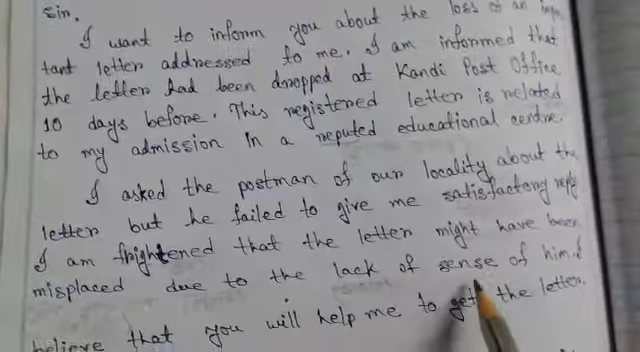 Sin,
I want to inform you about the loss of an impor
tant letter addressed to me. I am informed that
the letter had been dropped at Kandi Post Office
10 days before. This registered letter is related
to my admission in a reputed educational centre.
I asked the postman of our locality about the
letter but he failed to give me satisfactory reply
I am frightened that the letter might have been
misplaced due to the lack of sense of him. I
believe that you will help me to get the letter.